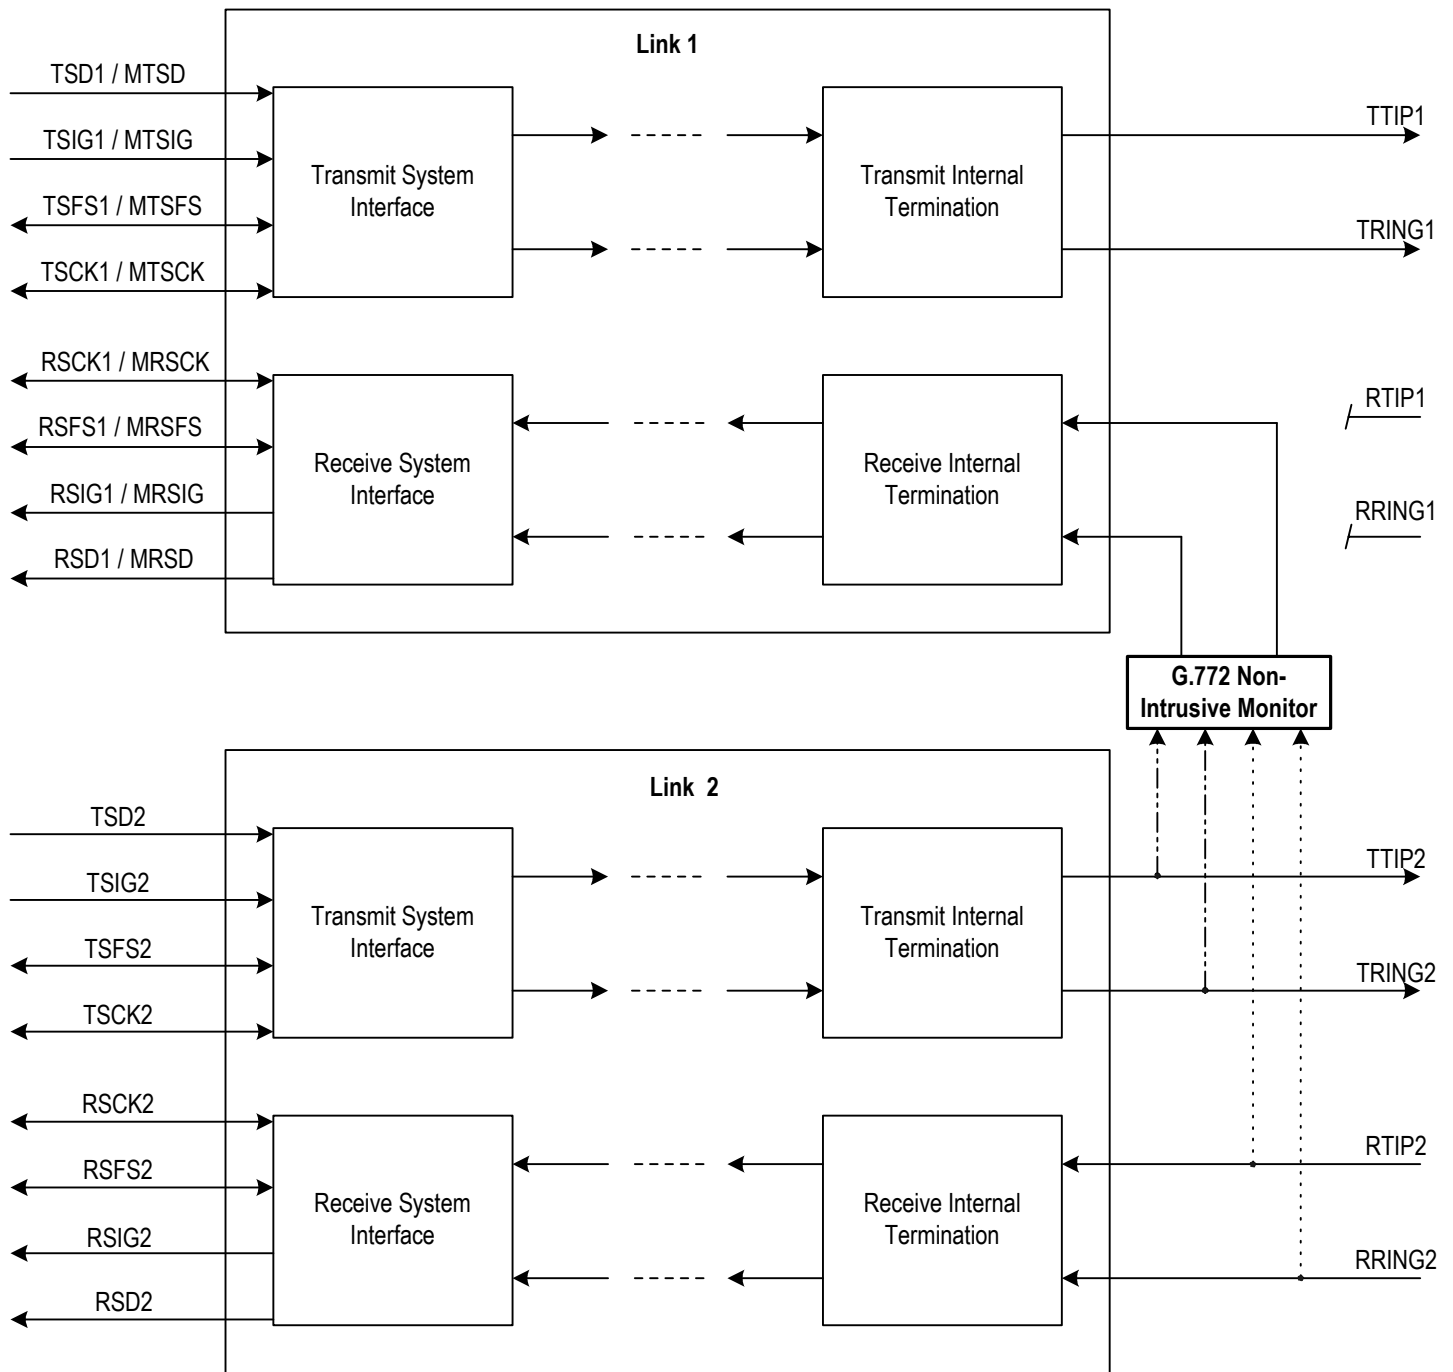 Link 1
TSD1 / MTSD
TSIG1 / MTSIG
TSFS1 / MTSFS
TSCK1 / MTSCK
Transmit System
Interface
Transmit Internal
Termination
TTIP1
TRING1
RSCK1 / MRSCK
RSFS1 / MRSFS
RSIG1 / MRSIG
RSD1 / MRSD
Receive System
Interface
Receive Internal
Termination
RTIP1
RRING1
G.772 Non-
Intrusive Monitor
Link 2
TSD2
TSIG2
TSFS2
TSCK2
Transmit System
Interface
Transmit Internal
Termination
TTIP2
TRING2
RSCK2
RSFS2
RSIG2
RSD2
Receive System
Interface
Receive Internal
Termination
RTIP2
RRING2